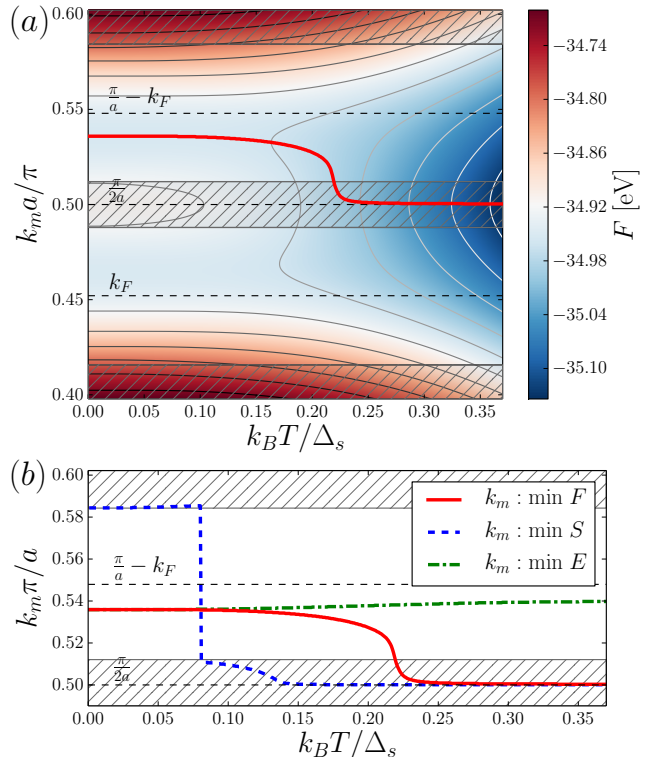 (a)
0.60
0.55
0.50
0.45
0.40
k_m a/π
π/a − k_F
π/2a
k_F
0.00 0.05 0.10 0.15 0.20 0.25 0.30 0.35
k_B T/Δ_s
−34.74
−34.80
−34.86
−34.92
−34.98
−35.04
−35.10
F [eV]
(b)
0.60
0.58
0.56
0.54
0.52
0.50
k_m π/a
π/a − k_F
π/2a
k_m : min F
k_m : min S
k_m : min E
0.00 0.05 0.10 0.15 0.20 0.25 0.30 0.35
k_B T/Δ_s